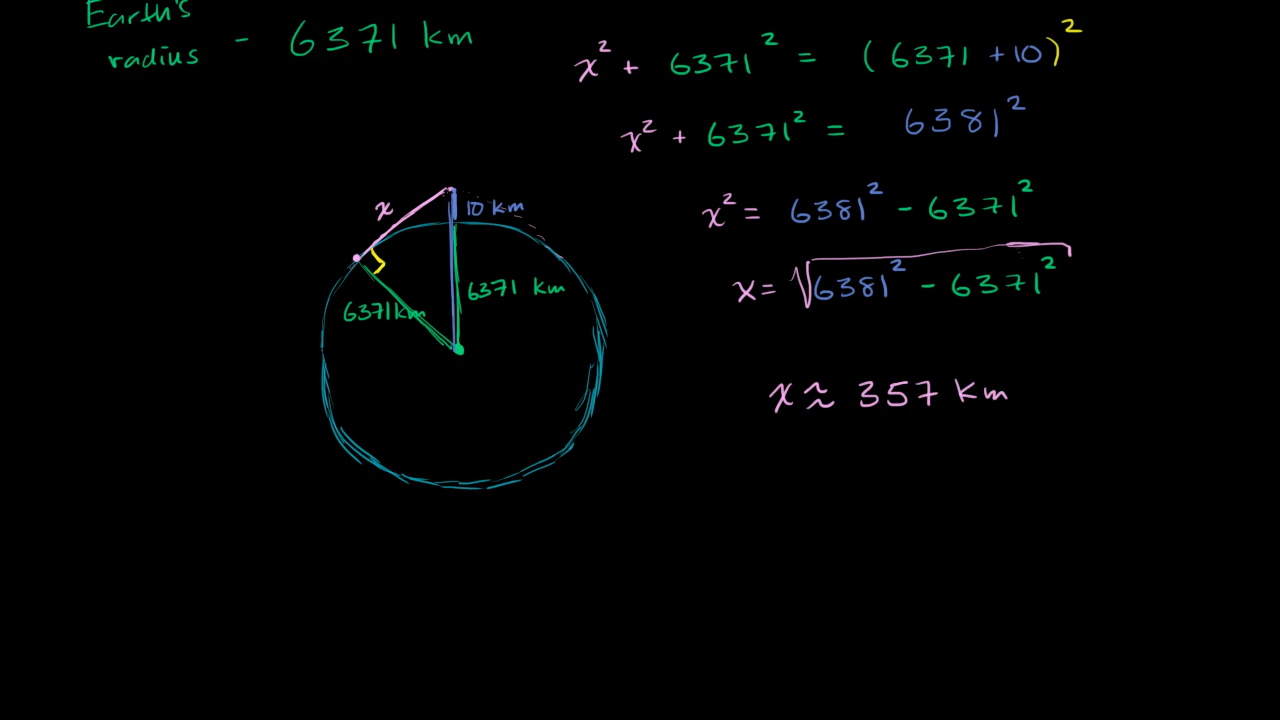 Earth's
radius - 6371 km
x² + 6371² = (6371 + 10)²
x² + 6371² = 6381²
x² = 6381² - 6371²
x = √(6381² - 6371²)
x ≈ 357 km
x
10 km
6371 km
6371 km